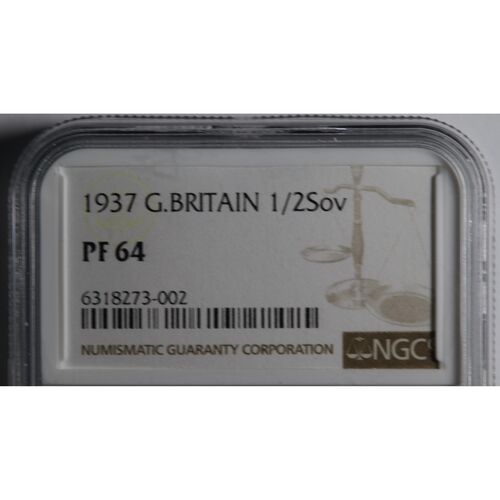 1937 G.BRITAIN 1/2Sov
PF 64
6318273-002
NUMISMATIC GUARANTY CORPORATION NGC